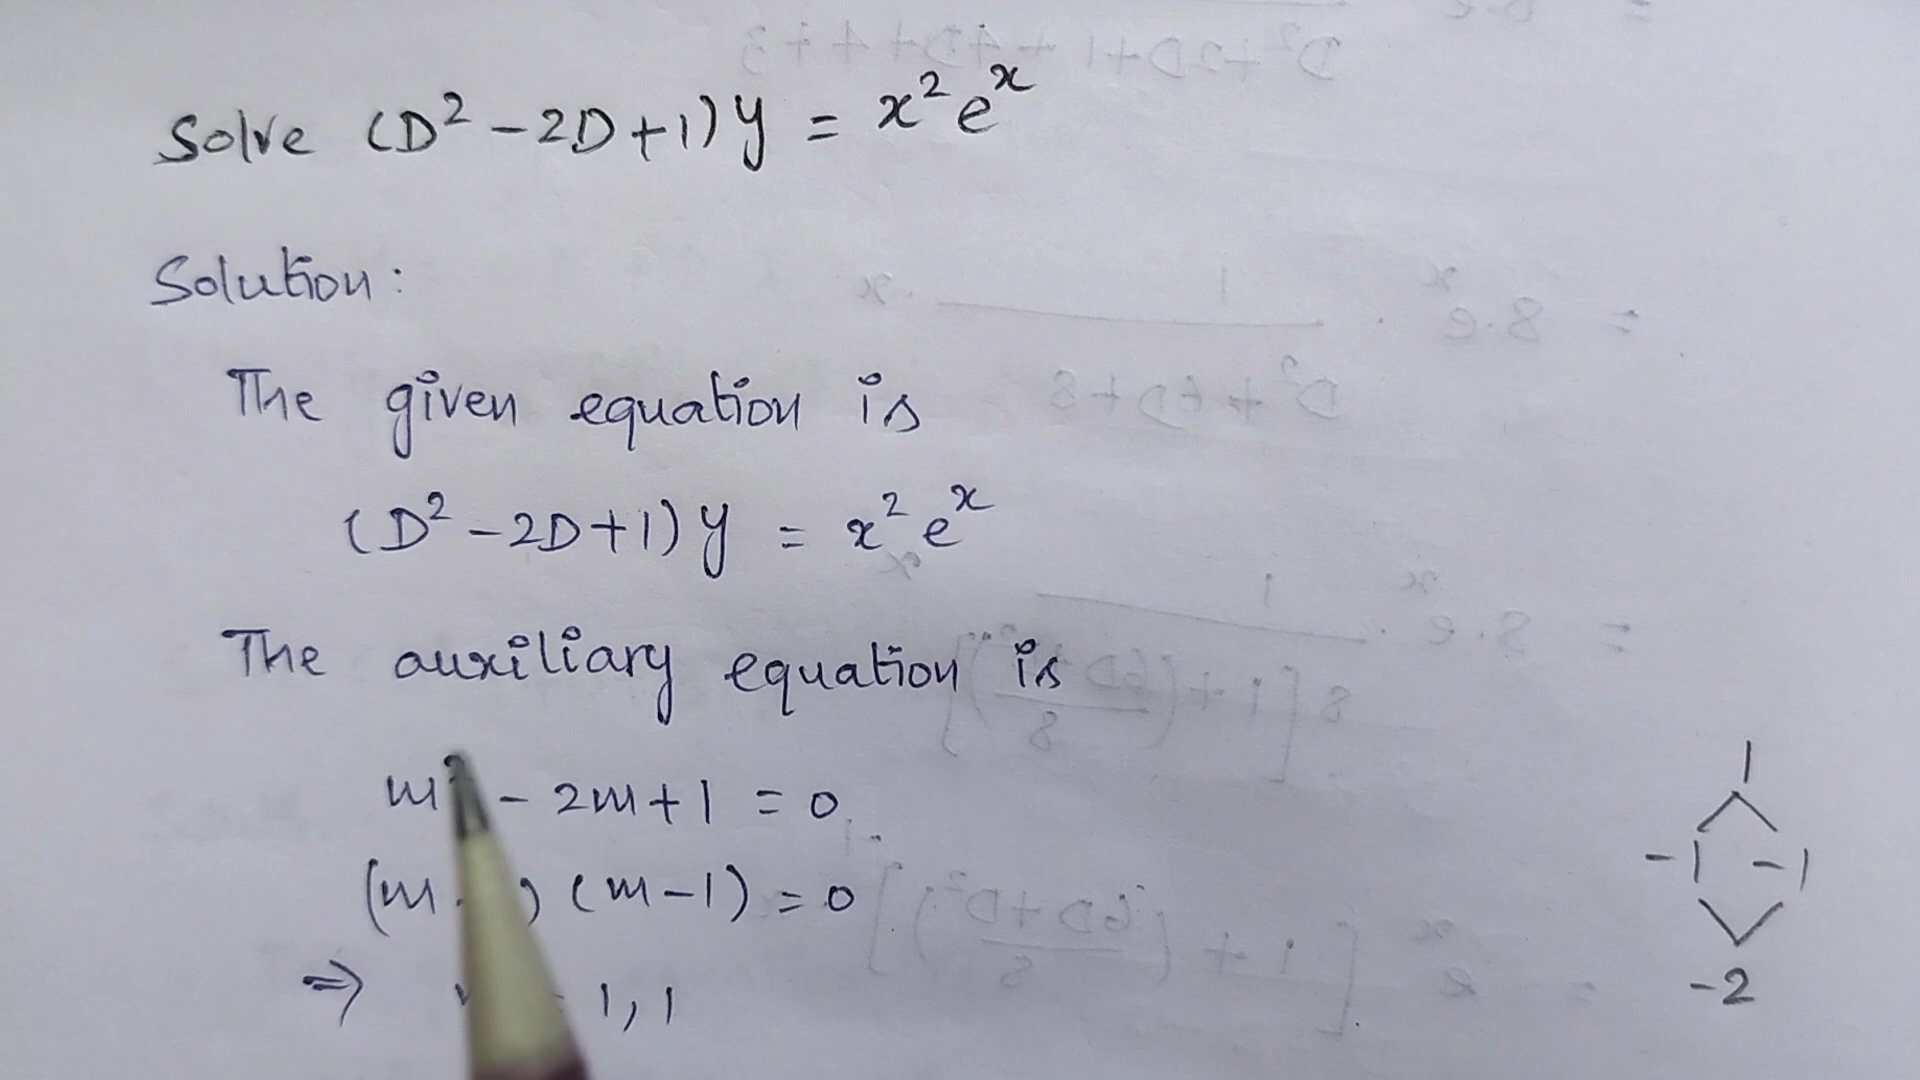 Solve (D² - 2D + 1) y = x² eˣ
Solution:
The given equation is
(D² - 2D + 1) y = x² eˣ
The auxiliary equation is
m - 2m + 1 = 0
(m ) (m - 1) = 0
⇒ 1, 1
1
-1 -1
-2